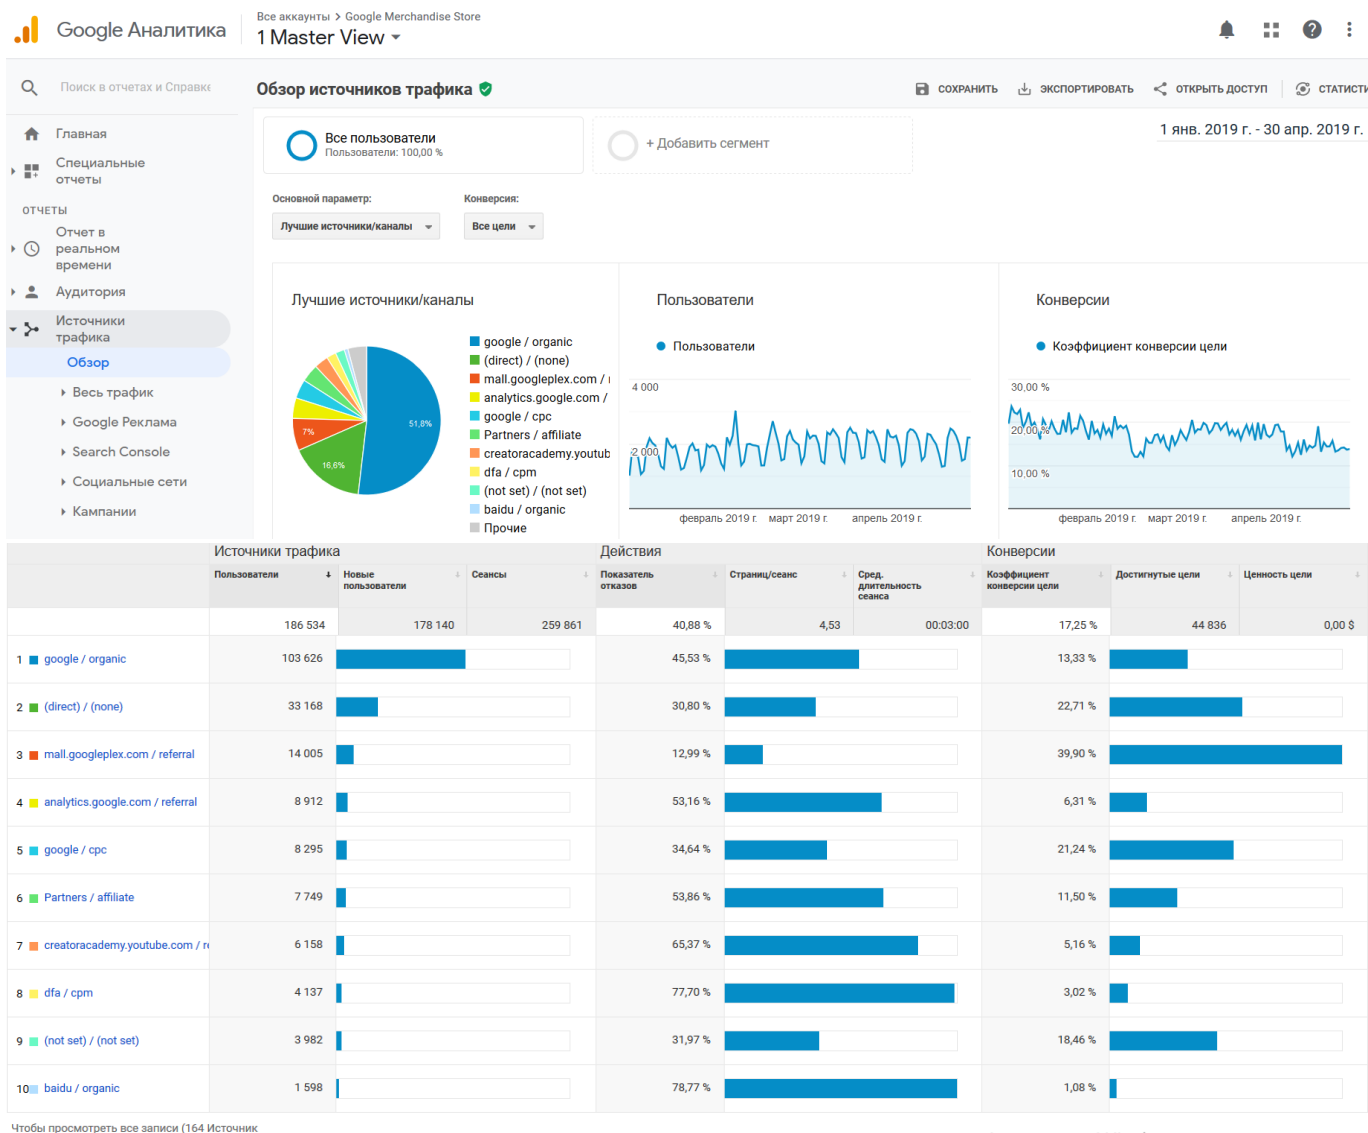 Google Аналитика
Все аккаунты > Google Merchandise Store
1 Master View
Поиск в отчетах и Справке
Обзор источников трафика
СОХРАНИТЬ
ЭКСПОРТИРОВАТЬ
ОТКРЫТЬ ДОСТУП
СТАТИСТИ
Главная
Специальные
отчеты
ОТЧЕТЫ
Отчет в
реальном
времени
Аудитория
Источники
трафика
Обзор
Весь трафик
Google Реклама
Search Console
Социальные сети
Кампании
Все пользователи
Пользователи: 100,00 %
+ Добавить сегмент
1 янв. 2019 г. - 30 апр. 2019 г.
Основной параметр:
Конверсия:
Лучшие источники/каналы
Все цели
Лучшие источники/каналы
51,8%
16,6%
7%
google / organic
(direct) / (none)
mall.googleplex.com /
analytics.google.com /
google / cpc
Partners / affiliate
creatoracademy.youtub
dfa / cpm
(not set) / (not set)
baidu / organic
Прочие
Пользователи
Пользователи
4 000
2 000
февраль 2019 г.
март 2019 г.
апрель 2019 г.
Конверсии
Коэффициент конверсии цели
30,00 %
20,00 %
10,00 %
февраль 2019 г.
март 2019 г.
апрель 2019 г.
Источники трафика
Действия
Конверсии
Пользователи
Новые
пользователи
Сеансы
Показатель
отказов
Страниц/сеанс
Сред.
длительность
сеанса
Коэффициент
конверсии цели
Достигнутые цели
Ценность цели
186 534 178 140 259 861 40,88 % 4,53 00:03:00 17,25 % 44 836 0,00 $
1 google / organic 103 626 45,53 % 13,33 %
2 (direct) / (none) 33 168 30,80 % 22,71 %
3 mall.googleplex.com / referral 14 005 12,99 % 39,90 %
4 analytics.google.com / referral 8 912 53,16 % 6,31 %
5 google / cpc 8 295 34,64 % 21,24 %
6 Partners / affiliate 7 749 53,86 % 11,50 %
7 creatoracademy.youtube.com / re 6 158 65,37 % 5,16 %
8 dfa / cpm 4 137 77,70 % 3,02 %
9 (not set) / (not set) 3 982 31,97 % 18,46 %
10 baidu / organic 1 598 78,77 % 1,08 %
Чтобы просмотреть все записи (164 Источник